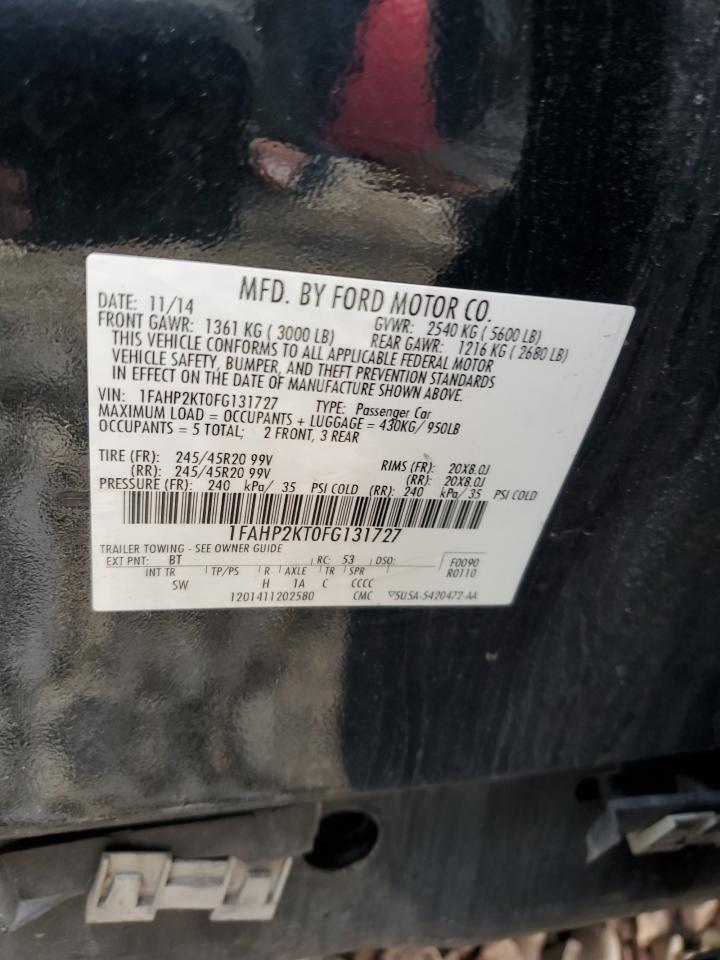 MFD. BY FORD MOTOR CO.
DATE: 11/14 GVWR: 2540 KG ( 5600 LB)
FRONT GAWR: 1361 KG ( 3000 LB) REAR GAWR: 1216 KG ( 2680 LB)
THIS VEHICLE CONFORMS TO ALL APPLICABLE FEDERAL MOTOR
VEHICLE SAFETY, BUMPER, AND THEFT PREVENTION STANDARDS
IN EFFECT ON THE DATE OF MANUFACTURE SHOWN ABOVE.
VIN: 1FAHP2KT0FG131727 TYPE: Passenger Car
MAXIMUM LOAD = OCCUPANTS + LUGGAGE = 430KG/ 950LB
OCCUPANTS = 5 TOTAL; 2 FRONT, 3 REAR
TIRE (FR): 245/45R20 99V RIMS (FR): 20X8.0J
(RR): 245/45R20 99V (RR): 20X8.0J
PRESSURE (FR): 240 kPa/ 35 PSI COLD (RR): 240 kPa/ 35 PSI COLD
1FAHP2KT0FG131727
TRAILER TOWING - SEE OWNER GUIDE
EXT PNT: BT RC: 53 DSO: F0090
INT TR TP/PS R AXLE TR SPR R0110
SW H 1A C CCCC
1201411202580 CMC ▽5U5A-5420472-AA